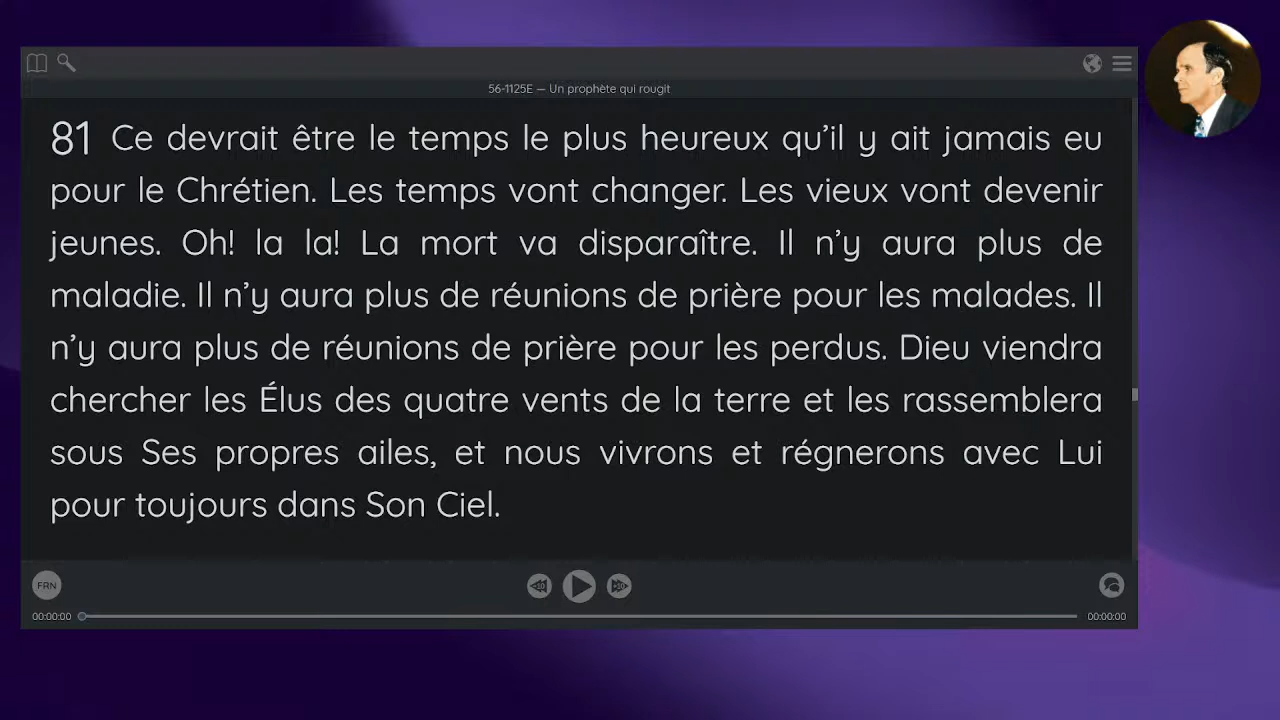 56-1125E — Un prophète qui rougit
81 Ce devrait être le temps le plus heureux qu’il y ait jamais eu
pour le Chrétien. Les temps vont changer. Les vieux vont devenir
jeunes. Oh! la la! La mort va disparaître. Il n’y aura plus de
maladie. Il n’y aura plus de réunions de prière pour les malades. Il
n’y aura plus de réunions de prière pour les perdus. Dieu viendra
chercher les Élus des quatre vents de la terre et les rassemblera
sous Ses propres ailes, et nous vivrons et régnerons avec Lui
pour toujours dans Son Ciel.
FRN
00:00:00
00:00:00